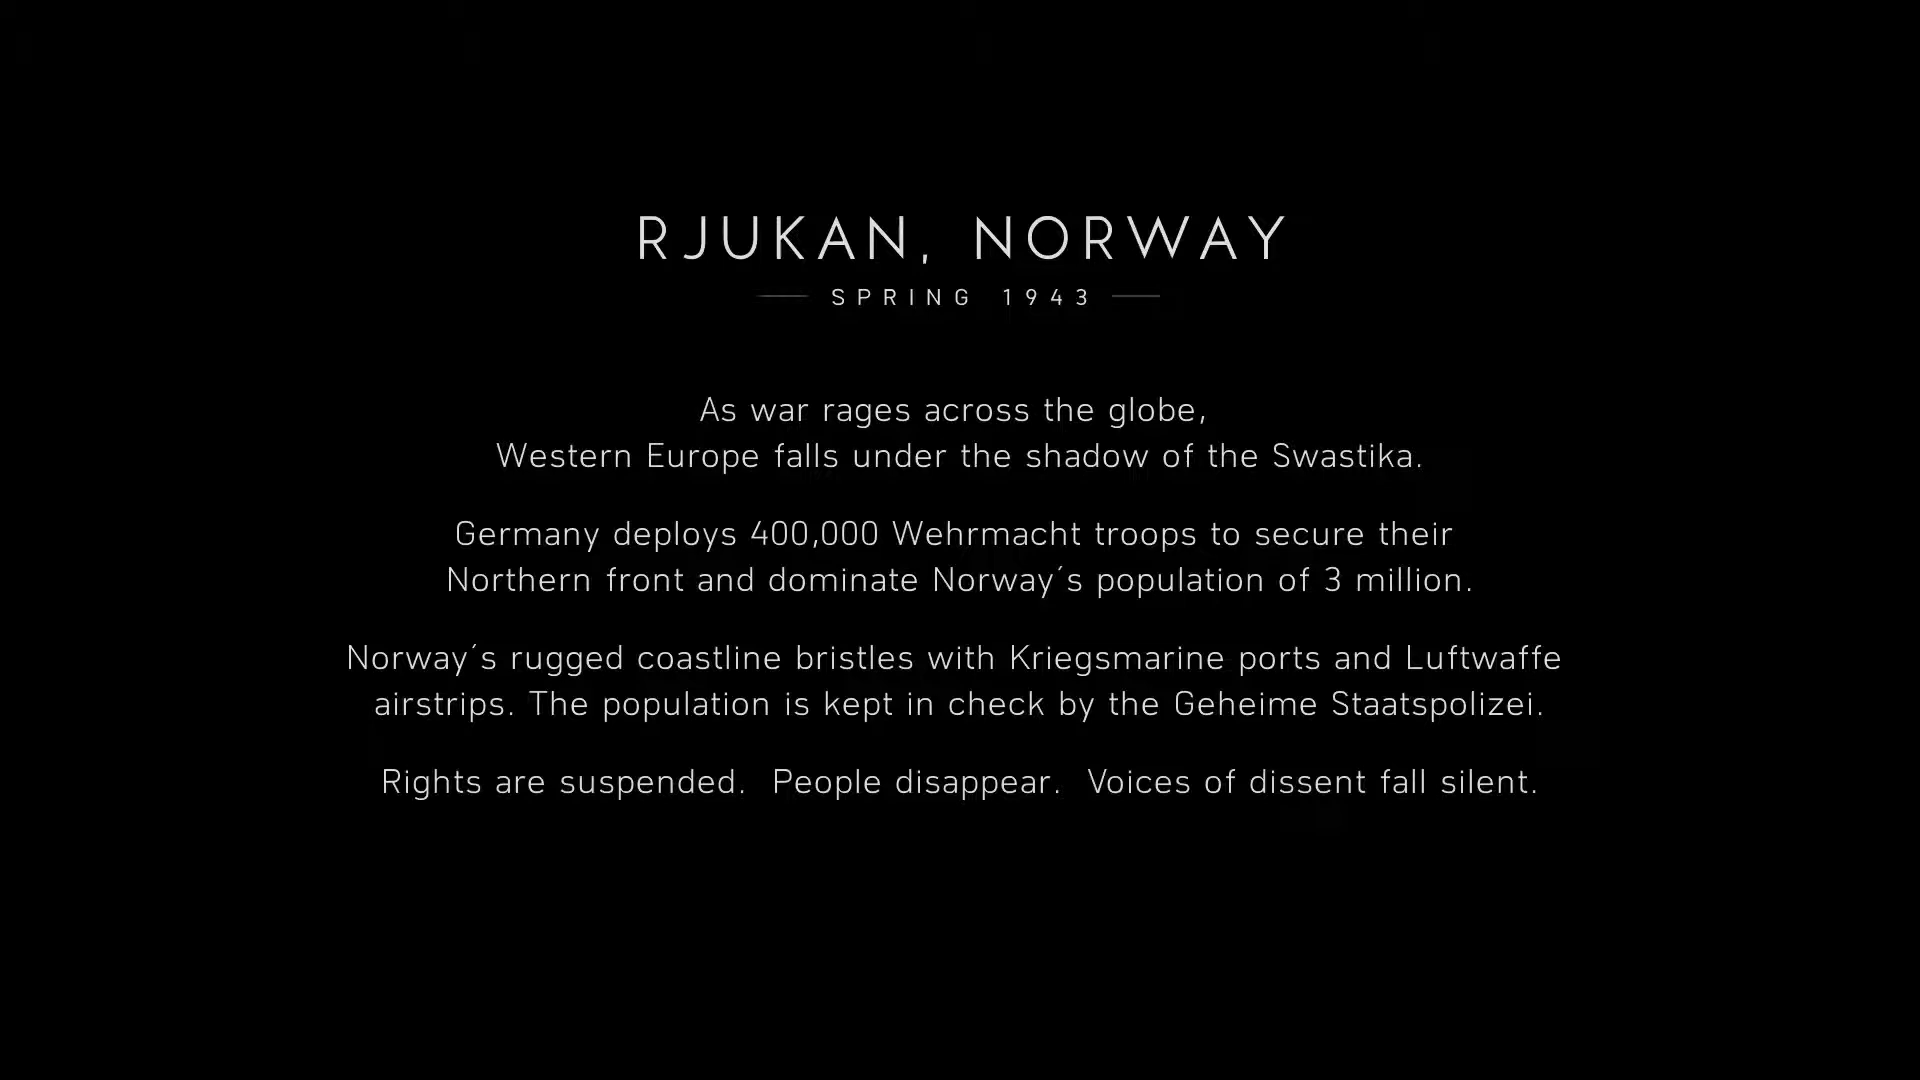 RJUKAN, NORWAY
SPRING 1943
As war rages across the globe,
Western Europe falls under the shadow of the Swastika.
Germany deploys 400,000 Wehrmacht troops to secure their
Northern front and dominate Norway´s population of 3 million.
Norway´s rugged coastline bristles with Kriegsmarine ports and Luftwaffe
airstrips. The population is kept in check by the Geheime Staatspolizei.
Rights are suspended.  People disappear.  Voices of dissent fall silent.